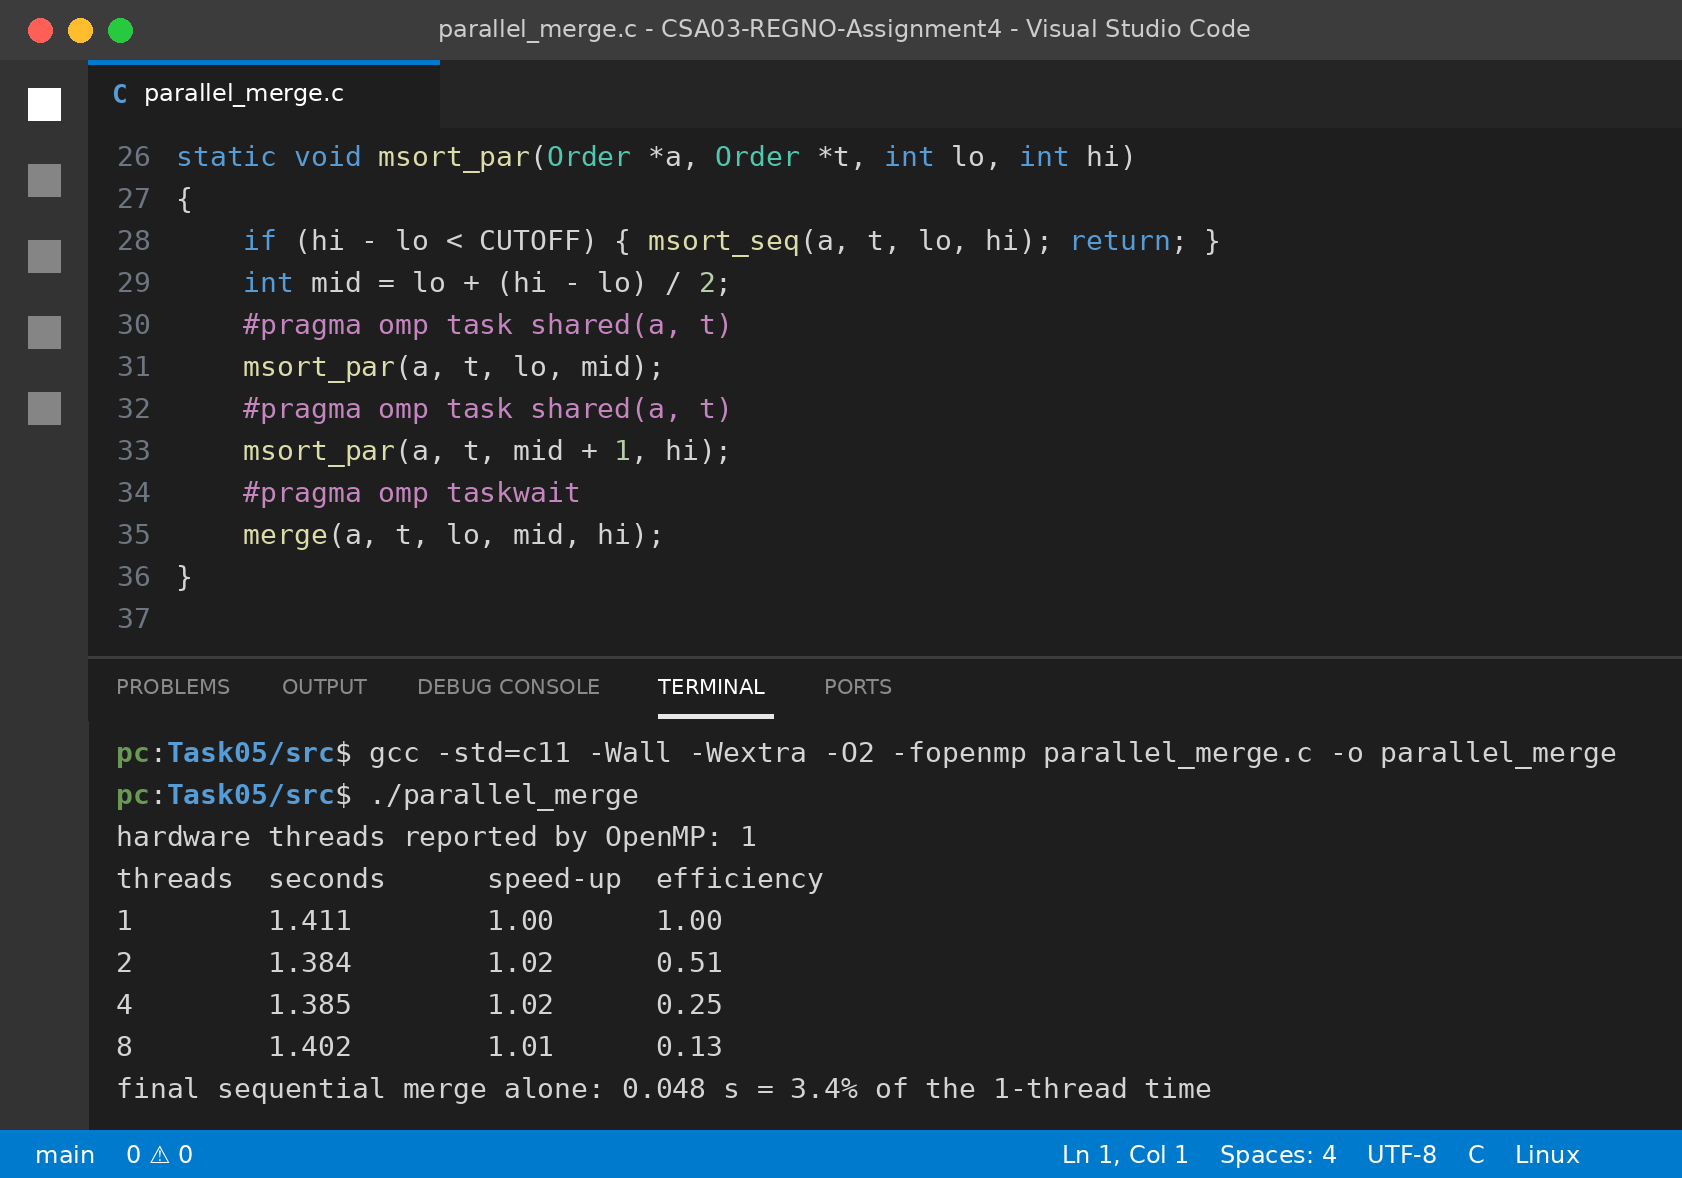 parallel_merge.c - CSA03-REGNO-Assignment4 - Visual Studio Code
C parallel_merge.c
26 static void msort_par(Order *a, Order *t, int lo, int hi)
27 {
28     if (hi - lo < CUTOFF) { msort_seq(a, t, lo, hi); return; }
29     int mid = lo + (hi - lo) / 2;
30     #pragma omp task shared(a, t)
31     msort_par(a, t, lo, mid);
32     #pragma omp task shared(a, t)
33     msort_par(a, t, mid + 1, hi);
34     #pragma omp taskwait
35     merge(a, t, lo, mid, hi);
36 }
37
PROBLEMS OUTPUT DEBUG CONSOLE TERMINAL PORTS
pc:Task05/src$ gcc -std=c11 -Wall -Wextra -O2 -fopenmp parallel_merge.c -o parallel_merge
pc:Task05/src$ ./parallel_merge
hardware threads reported by OpenMP: 1
threads  seconds      speed-up  efficiency
1        1.411        1.00      1.00
2        1.384        1.02      0.51
4        1.385        1.02      0.25
8        1.402        1.01      0.13
final sequential merge alone: 0.048 s = 3.4% of the 1-thread time
main 0 ⚠ 0 Ln 1, Col 1 Spaces: 4 UTF-8 C Linux